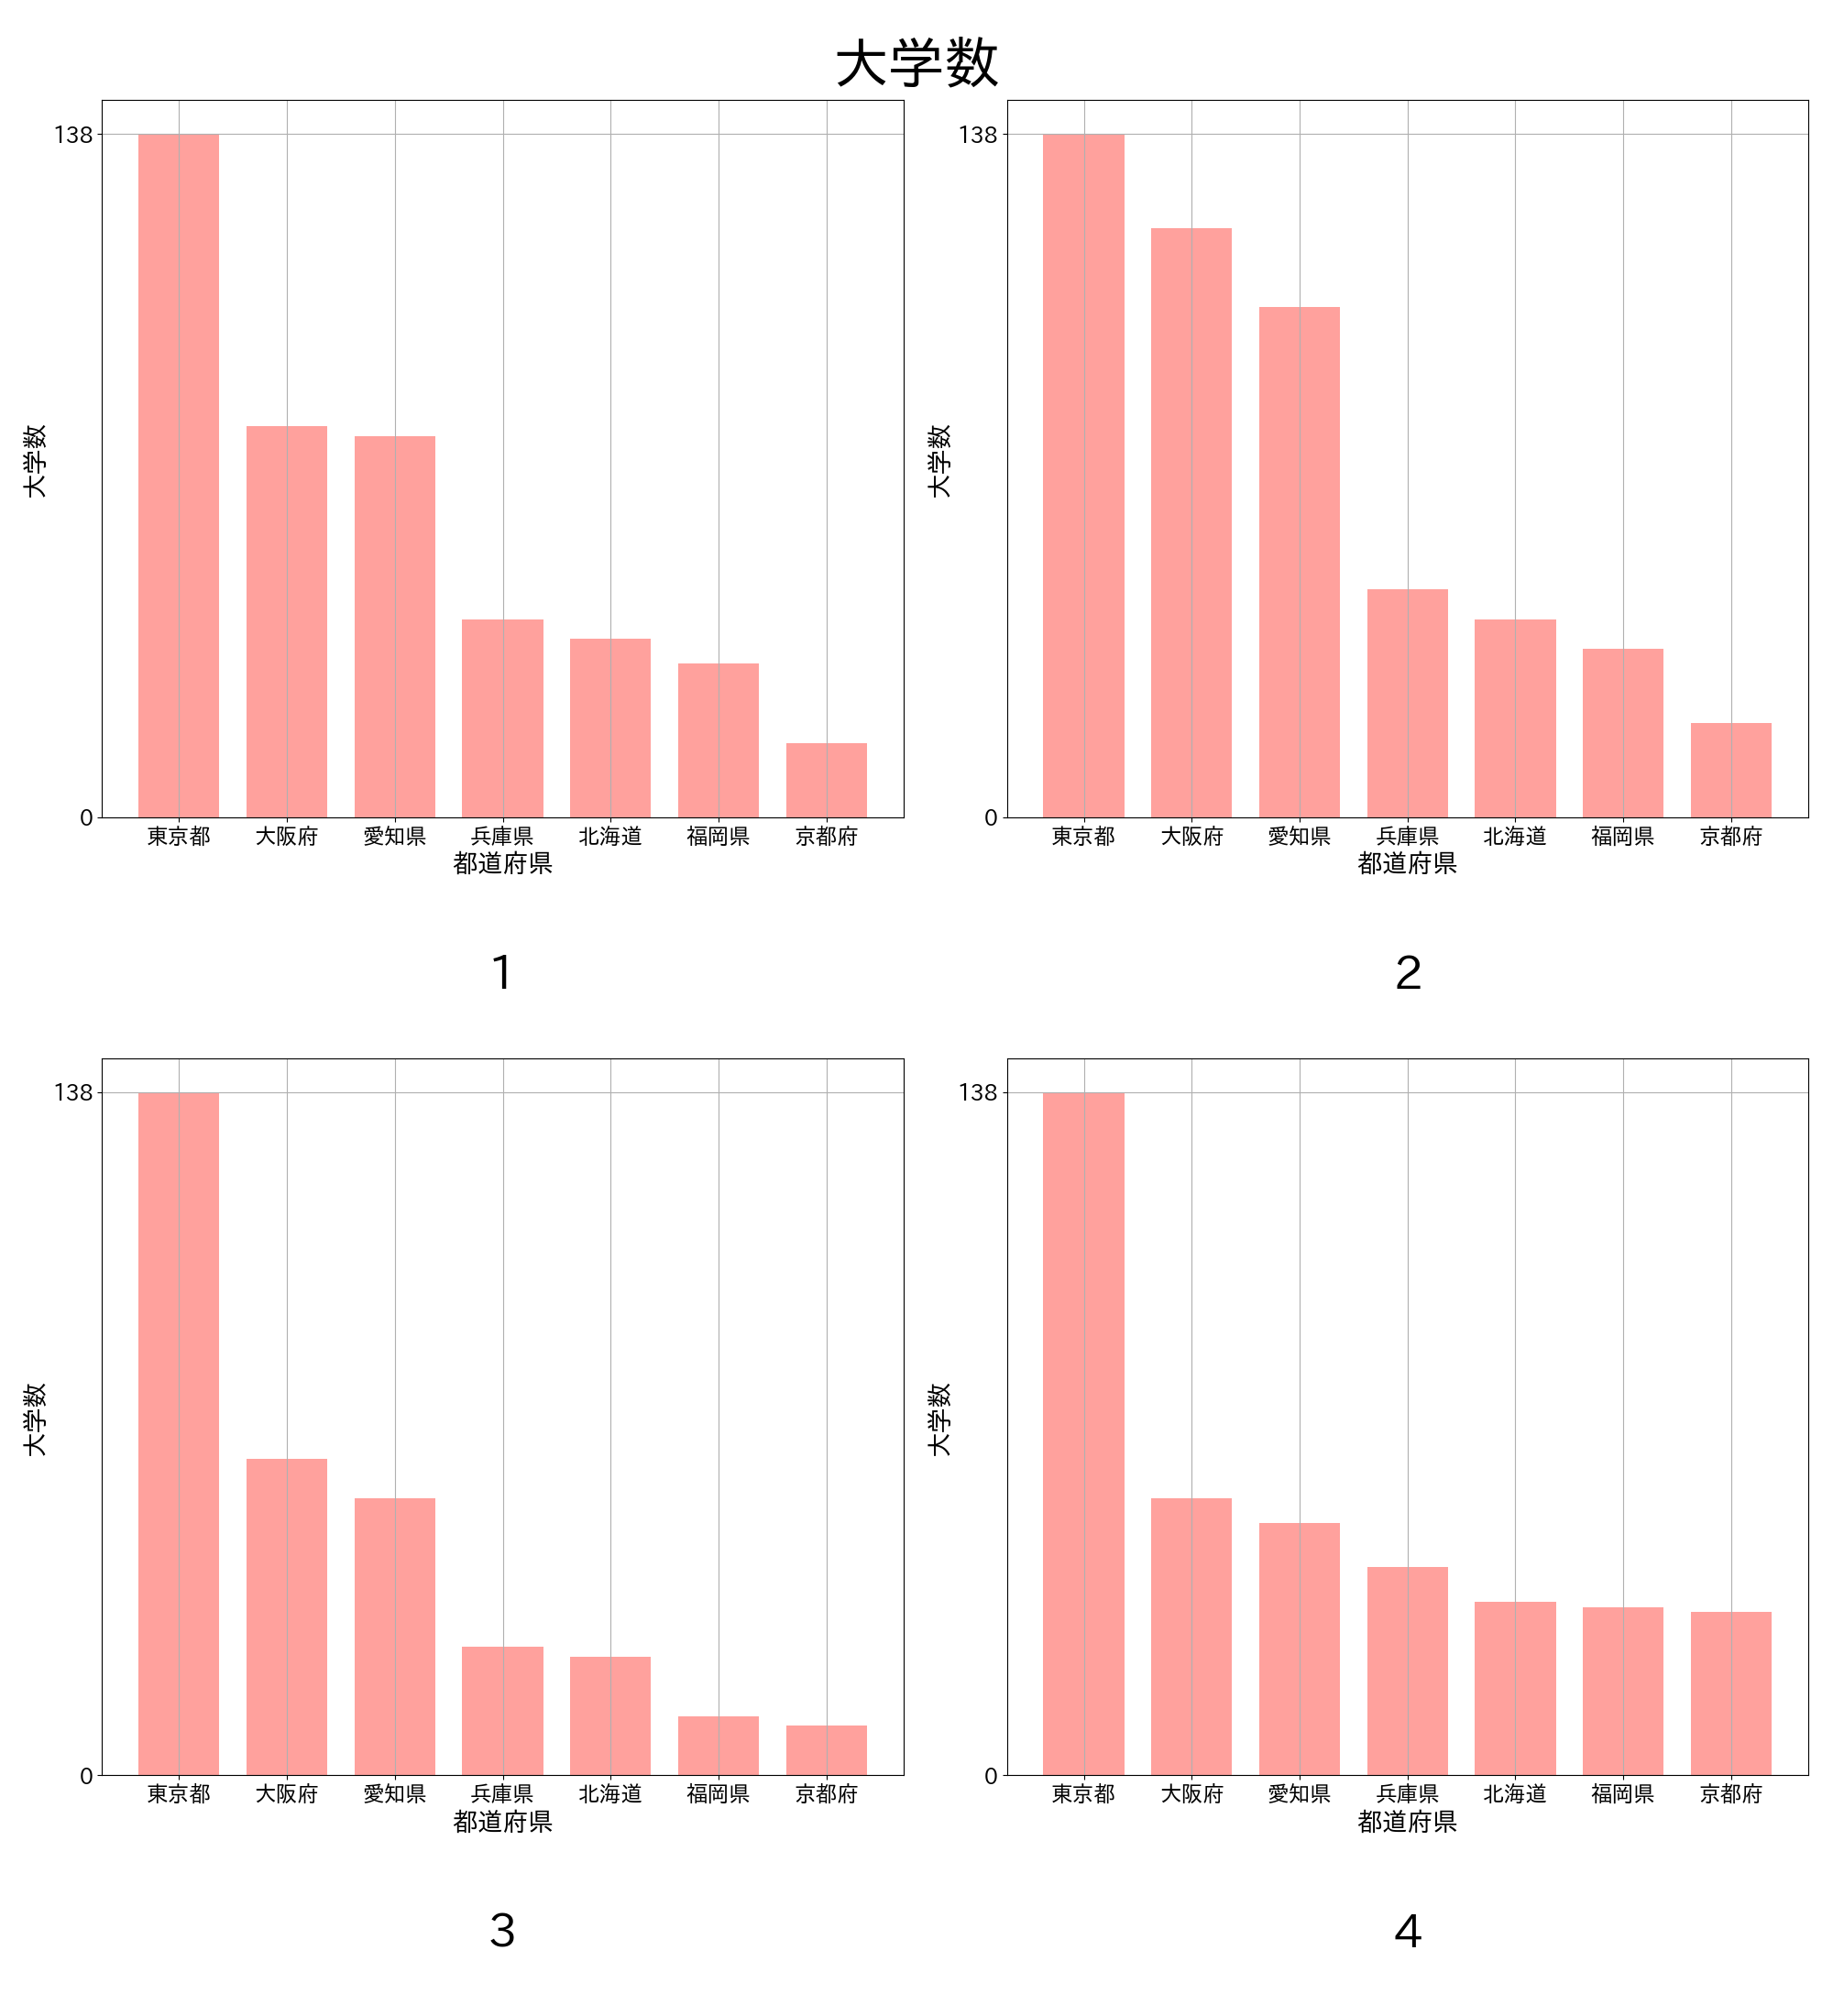 大学数
138
0
大学数
東京都 大阪府 愛知県 兵庫県 北海道 福岡県 京都府
都道府県
1
138
0
大学数
東京都 大阪府 愛知県 兵庫県 北海道 福岡県 京都府
都道府県
2
138
0
大学数
東京都 大阪府 愛知県 兵庫県 北海道 福岡県 京都府
都道府県
3
138
0
大学数
東京都 大阪府 愛知県 兵庫県 北海道 福岡県 京都府
都道府県
4